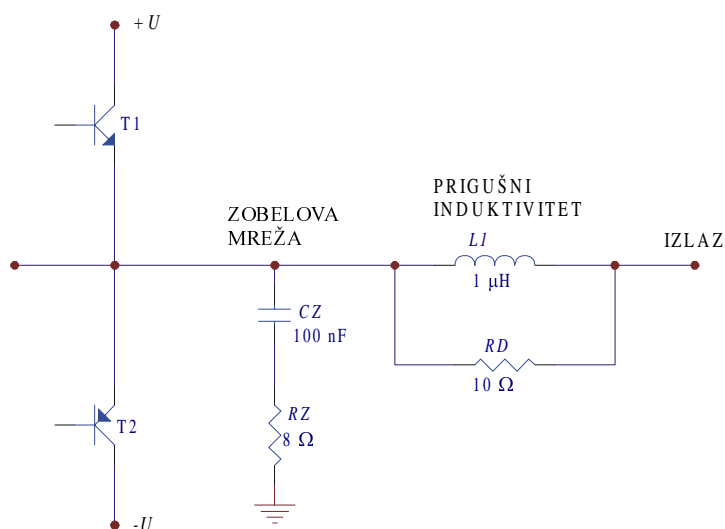 +U
T1
PRIGUŠNI
INDUKTIVITET
ZOBELOVA
MREŽA
L1
IZLAZ
1 μH
CZ
100 nF
RD
10 Ω
RZ
8 Ω
T2
-U